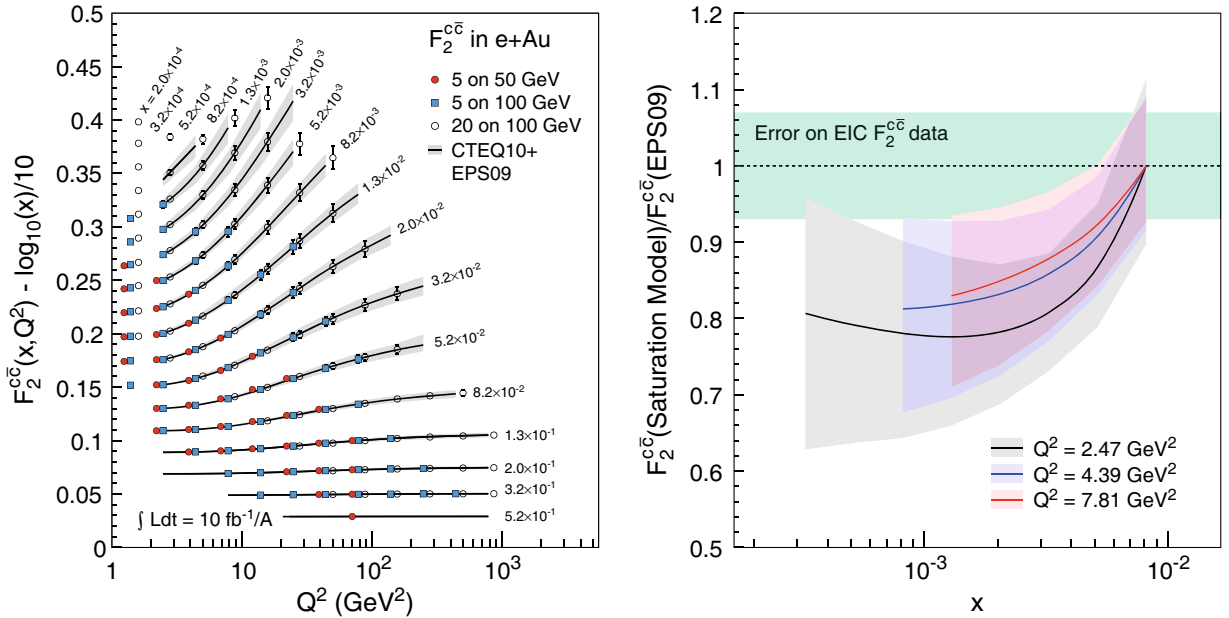 0.5
0.45
0.4
0.35
0.3
0.25
0.2
0.15
0.1
0.05
0
F₂ᶜᶜ̄(x,Q²) - log₁₀(x)/10
1
10
10²
10³
Q² (GeV²)
x = 2.0×10⁻⁴
3.2×10⁻⁴
5.2×10⁻⁴
8.2×10⁻⁴
1.3×10⁻³
2.0×10⁻³
3.2×10⁻³
5.2×10⁻³
8.2×10⁻³
1.3×10⁻²
2.0×10⁻²
3.2×10⁻²
5.2×10⁻²
8.2×10⁻²
1.3×10⁻¹
2.0×10⁻¹
3.2×10⁻¹
5.2×10⁻¹
F₂ᶜᶜ̄ in e+Au
5 on 50 GeV
5 on 100 GeV
20 on 100 GeV
CTEQ10+
EPS09
∫ Ldt = 10 fb⁻¹/A
1.2
1.1
1
0.9
0.8
0.7
0.6
0.5
F₂ᶜᶜ̄(Saturation Model)/F₂ᶜᶜ̄(EPS09)
Error on EIC F₂ᶜᶜ̄ data
Q² = 2.47 GeV²
Q² = 4.39 GeV²
Q² = 7.81 GeV²
10⁻³
10⁻²
x